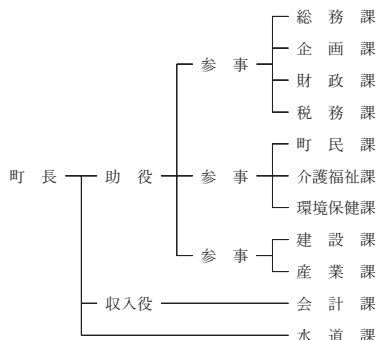 総務課
企画課
参事
財政課
税務課
町民課
町長
助役
参事
介護福祉課
環境保健課
建設課
参事
産業課
収入役
会計課
水道課